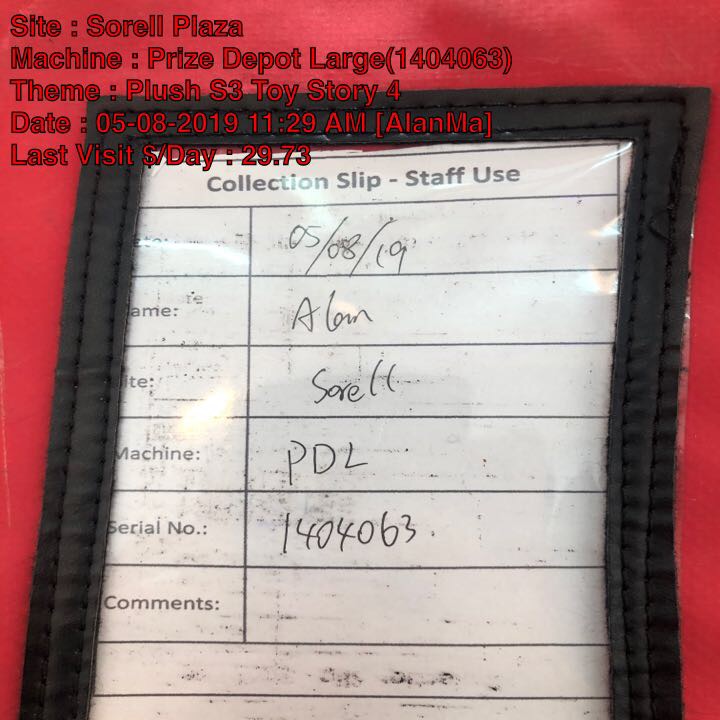 Site : Sorell Plaza
Machine : Prize Depot Large(1404063)
Theme : Plush S3 Toy Story 4
Date : 05-08-2019 11:29 AM [AlanMa]
Last Visit $/Day : 29.73
Collection Slip - Staff Use
05/08/19
ame: Alan
te: Sorell
Machine: PDL
Serial No.: 1404063.
Comments: